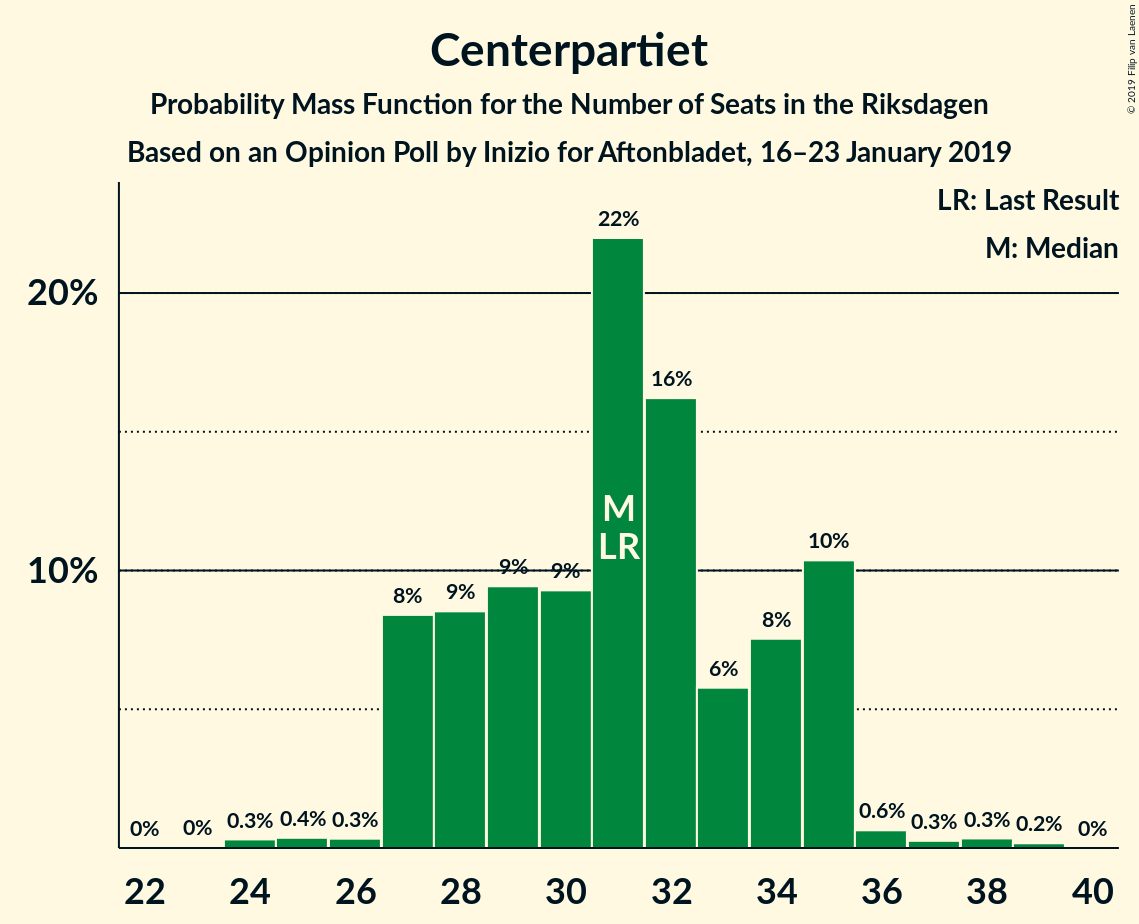 Centerpartiet
Probability Mass Function for the Number of Seats in the Riksdagen
Based on an Opinion Poll by Inizio for Aftonbladet, 16–23 January 2019
© 2019 Filip van Laenen
LR: Last Result
M: Median
20%
10%
0%
0%
0.3%
0.4%
0.3%
8%
9%
9%
9%
22%
16%
6%
8%
10%
0.6%
0.3%
0.3%
0.2%
0%
M
LR
22 24 26 28 30 32 34 36 38 40